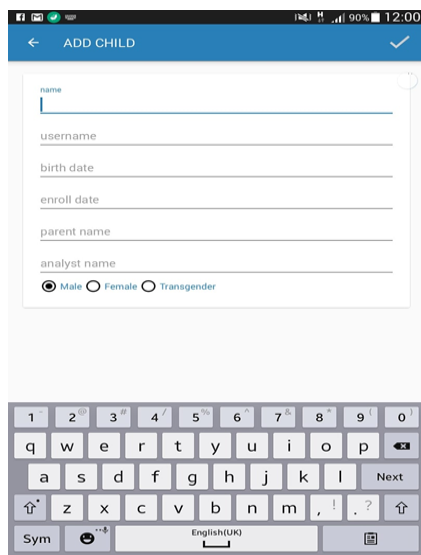 90% 12:00
ADD CHILD
name
username
birth date
enroll date
parent name
analyst name
Male Female Transgender
1 - 2 @ 3 # 4 / 5 % 6 ^ 7 & 8 * 9 ( 0 )
q w e r t y u i o p
a s d f g h j k l Next
z x c v b n m , ! . ?
Sym English(UK)